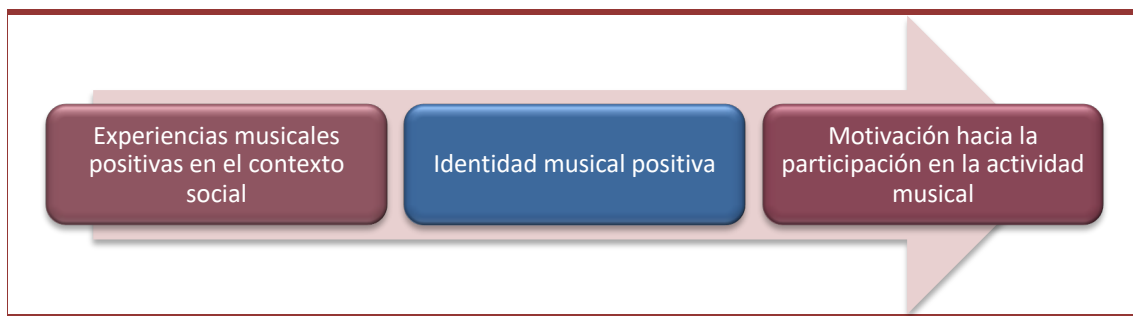 Experiencias musicales
positivas en el contexto
social
Identidad musical positiva
Motivación hacia la
participación en la actividad
musical